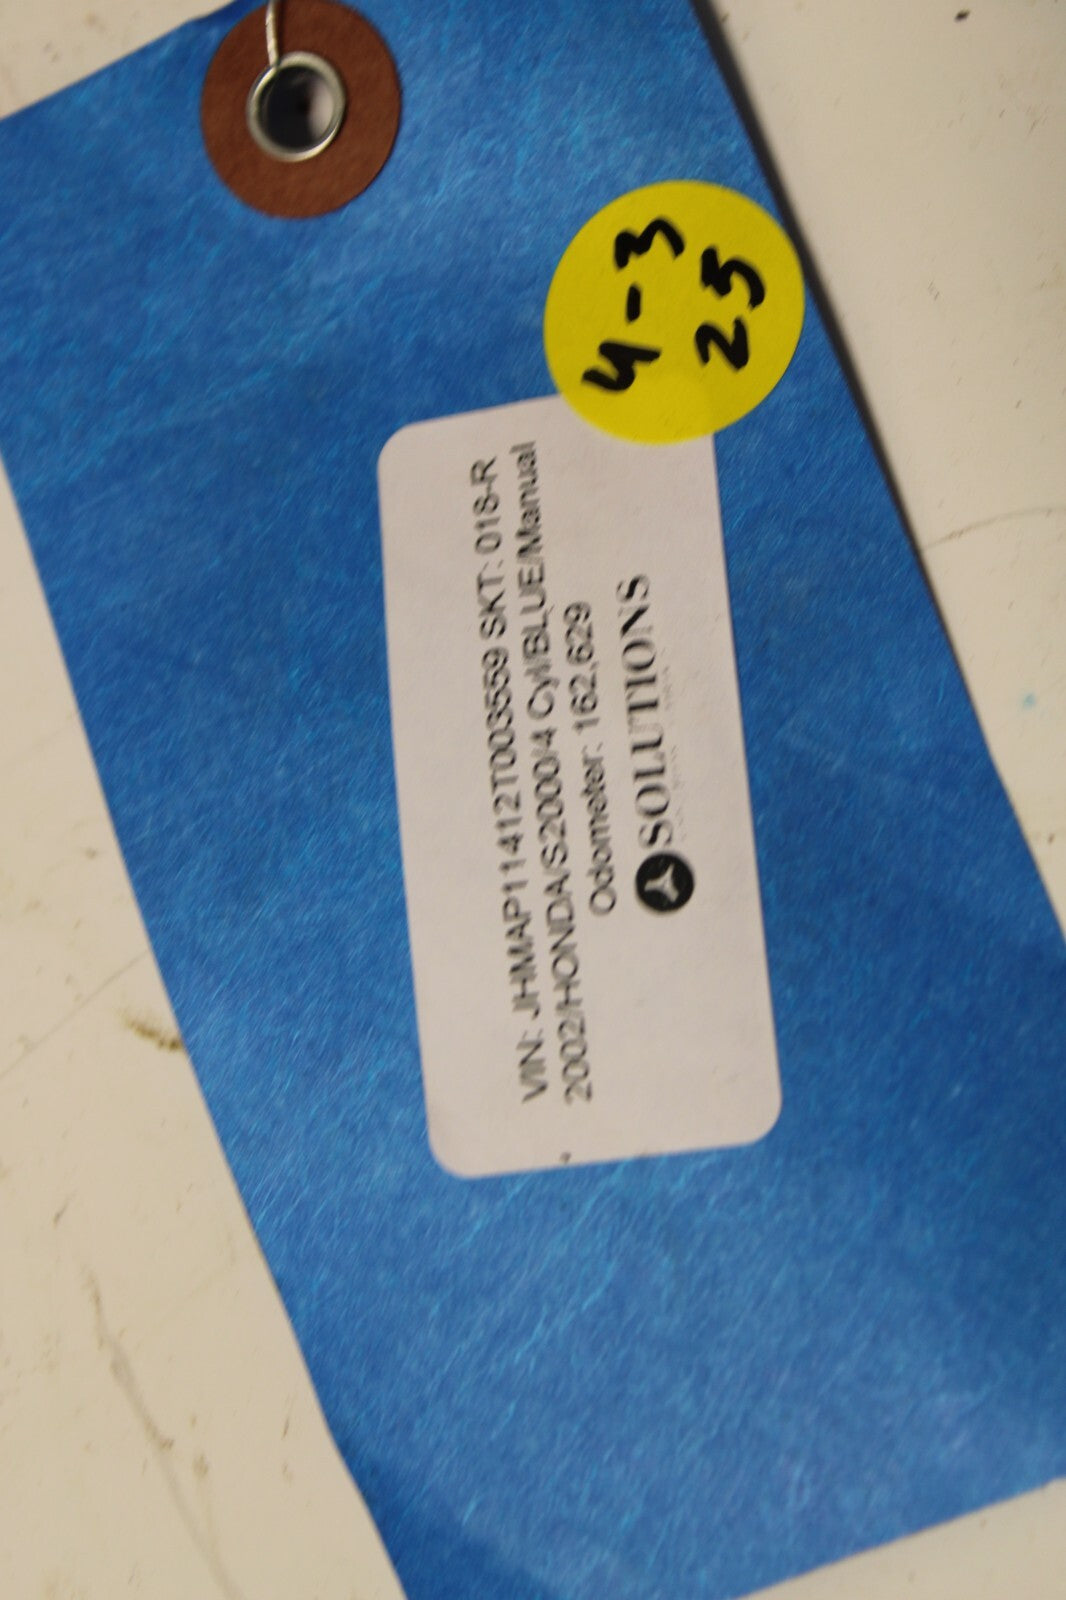 4-3
25
VIN: JHMAP11412T003559 SKT: 018-R
2002/HONDA/S2000/4 Cyl/BLUE/Manual
Odometer: 162,629
SOLUTIONS